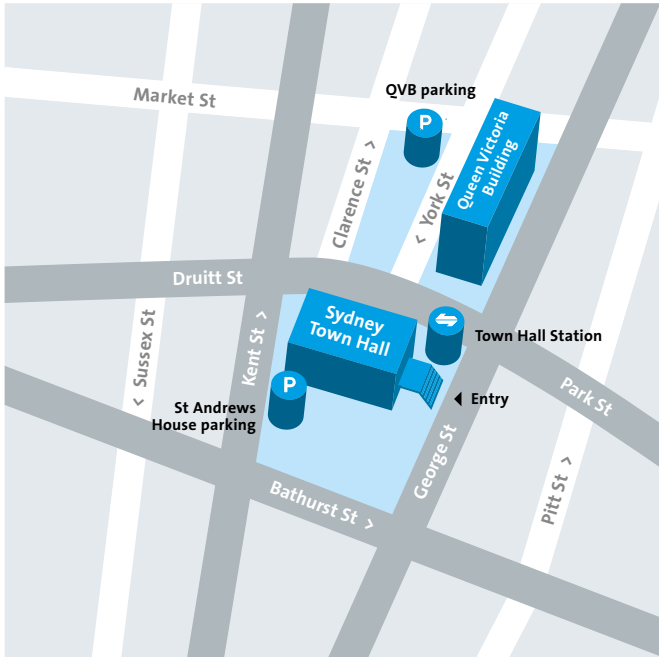 QVB parking
P
Market St
Queen Victoria
Building
Clarence St >
< York St
Druitt St
Sydney
Town Hall
Town Hall Station
< Sussex St
Kent St >
P
St Andrews
House parking
Entry
Park St
George St
Pitt St >
Bathurst St >